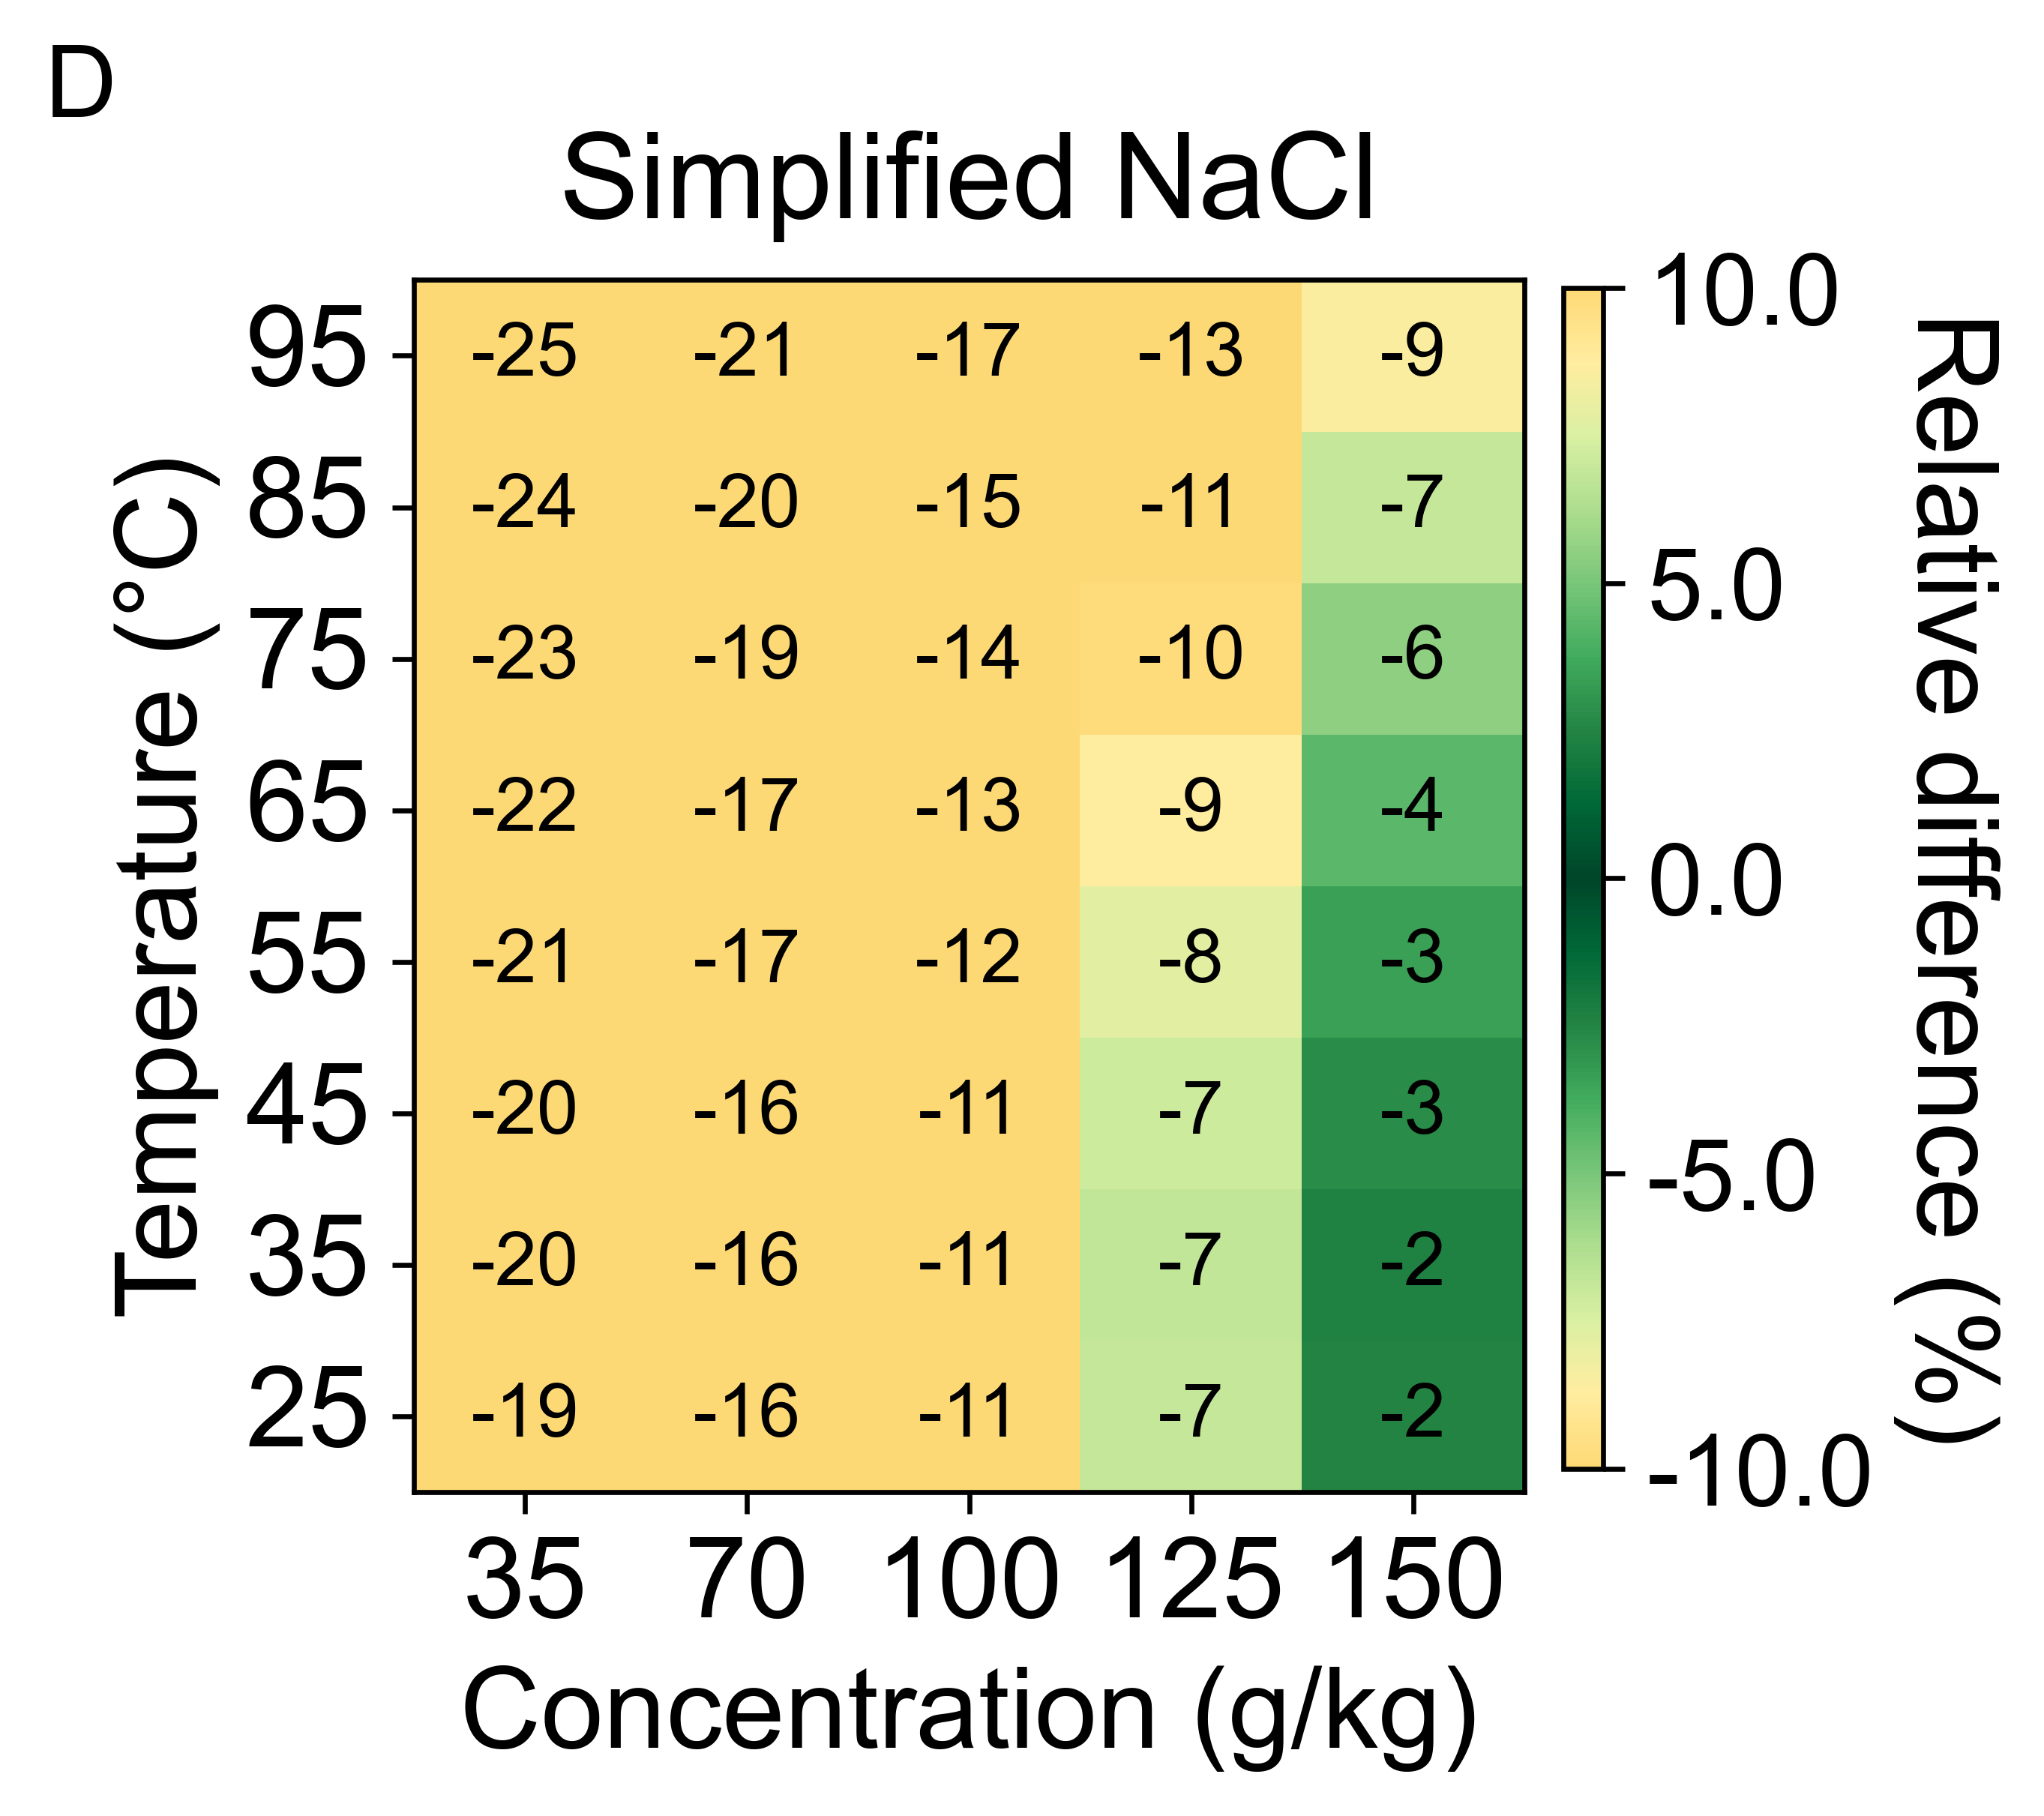 D
Simplified NaCl
95 -25 -21 -17 -13 -9
85 -24 -20 -15 -11 -7
75 -23 -19 -14 -10 -6
65 -22 -17 -13 -9 -4
55 -21 -17 -12 -8 -3
45 -20 -16 -11 -7 -3
35 -20 -16 -11 -7 -2
25 -19 -16 -11 -7 -2
35 70 100 125 150
Concentration (g/kg)
Temperature (°C)
10.0
5.0
0.0
-5.0
-10.0
Relative difference (%)